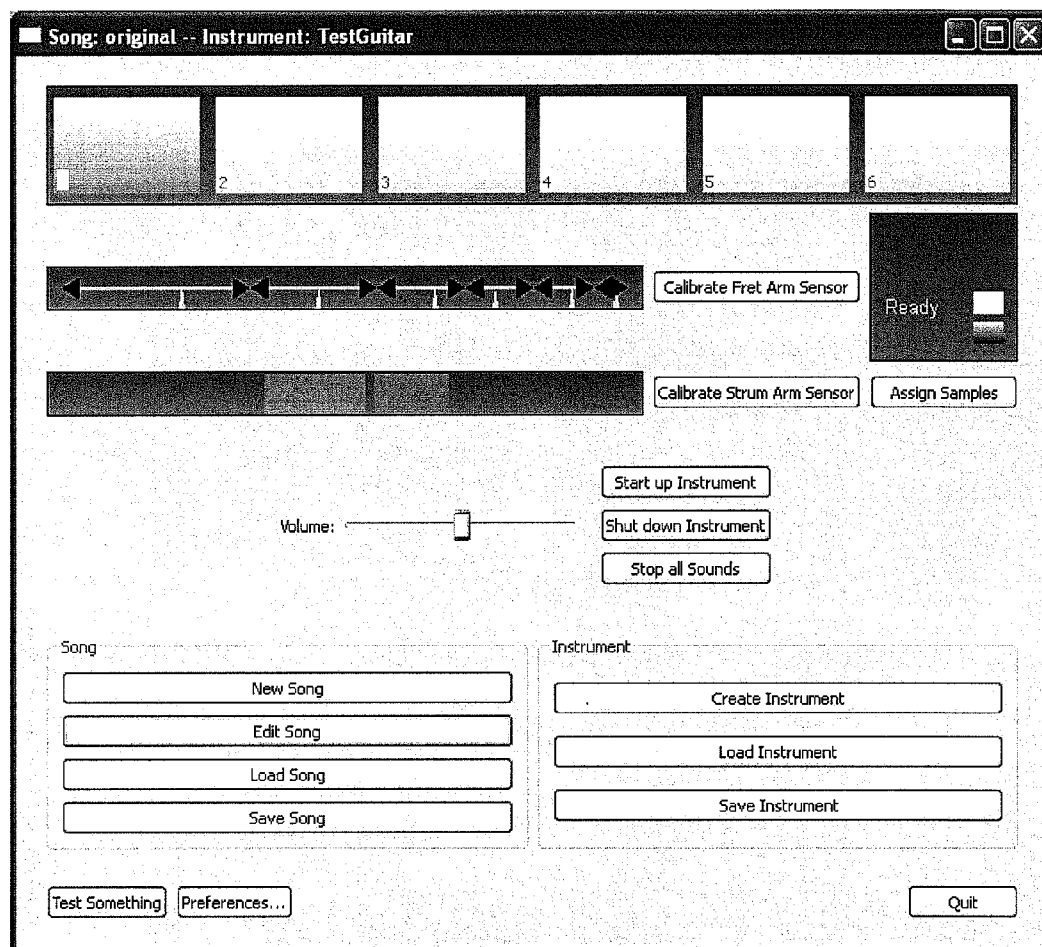 Song: original -- Instrument: TestGuitar
2 3 4 5 6
Calibrate Fret Arm Sensor
Ready
Calibrate Strum Arm Sensor
Assign Samples
Start up Instrument
Volume:
Shut down Instrument
Stop all Sounds
Song
New Song
Edit Song
Load Song
Save Song
Instrument
Create Instrument
Load Instrument
Save Instrument
Test Something
Preferences...
Quit